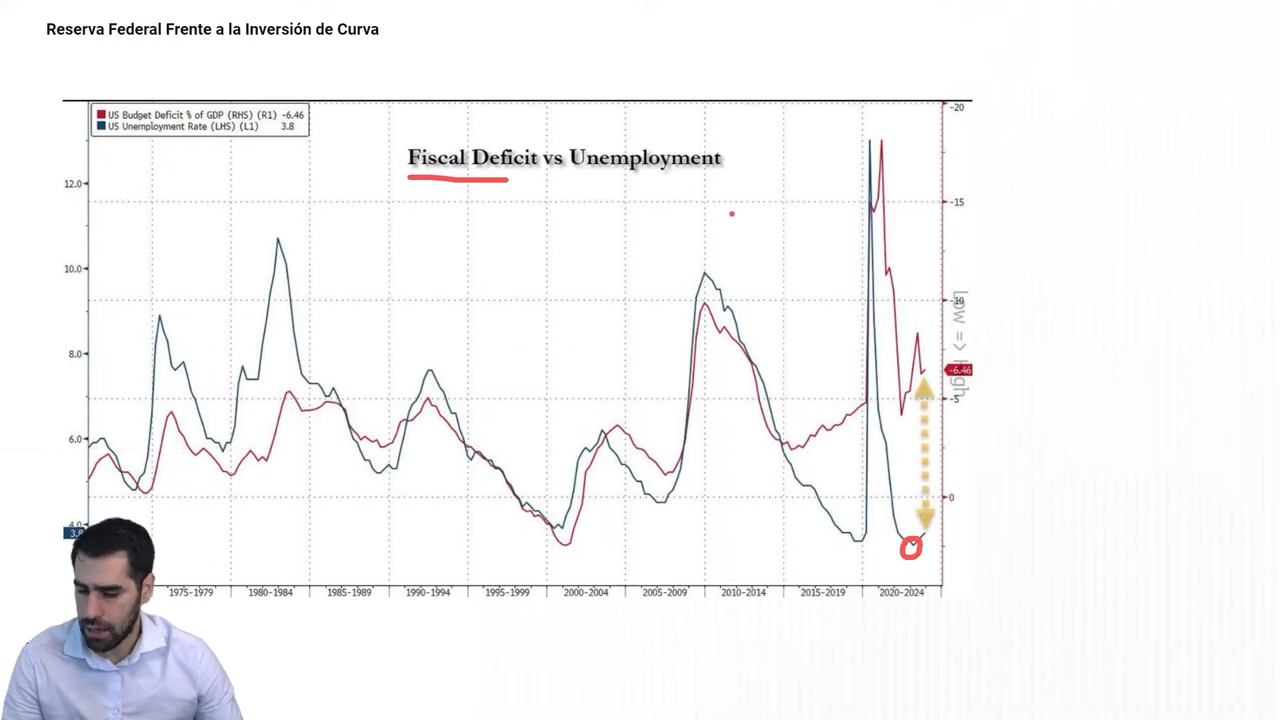 Reserva Federal Frente a la Inversión de Curva
US Budget Deficit % of GDP (RHS) (R1) -6.46
US Unemployment Rate (LHS) (L1) 3.8
Fiscal Deficit vs Unemployment
-20
12.0
-15
10.0
-10
8.0
-6.46
-5
6.0
0
4.0
3.8
Low => High
1975-1979 1980-1984 1985-1989 1990-1994 1995-1999 2000-2004 2005-2009 2010-2014 2015-2019 2020-2024